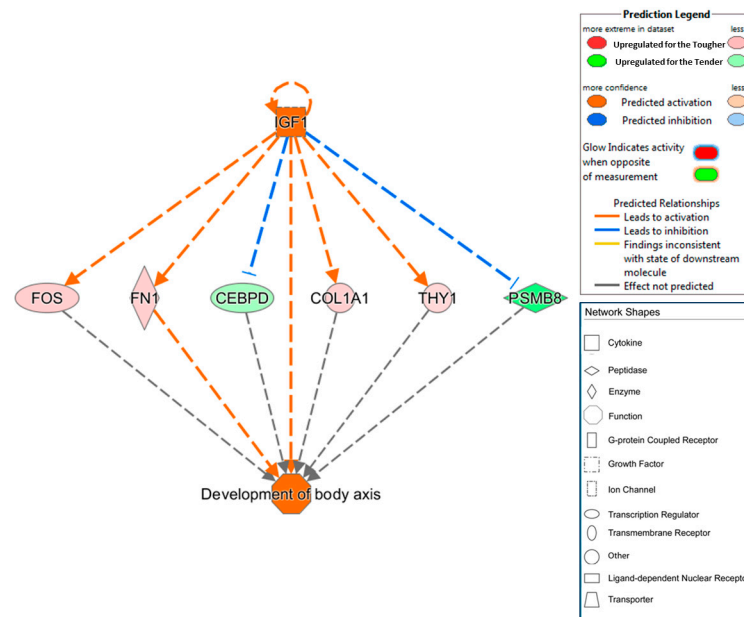 IGF1
FOS
FN1
CEBPD
COL1A1
THY1
PSMB8
Development of body axis
Prediction Legend
more extreme in dataset less
Upregulated for the Tougher
Upregulated for the Tender
more confidence less
Predicted activation
Predicted inhibition
Glow Indicates activity
when opposite
of measurement
Predicted Relationships
Leads to activation
Leads to inhibition
Findings inconsistent
with state of downstream
molecule
Effect not predicted
Network Shapes
Cytokine
Peptidase
Enzyme
Function
G-protein Coupled Receptor
Growth Factor
Ion Channel
Transcription Regulator
Transmembrane Receptor
Other
Ligand-dependent Nuclear Recepto
Transporter